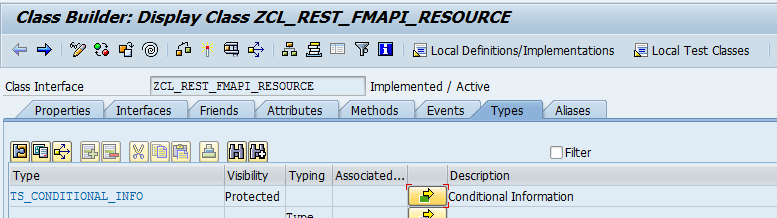 Class Builder: Display Class ZCL_REST_FMAPI_RESOURCE
Local Definitions/Implementations Local Test Classes
Class Interface ZCL_REST_FMAPI_RESOURCE Implemented / Active
Properties Interfaces Friends Attributes Methods Events Types Aliases
Filter
Type Visibility Typing Associated... Description
TS_CONDITIONAL_INFO Protected Conditional Information
Type